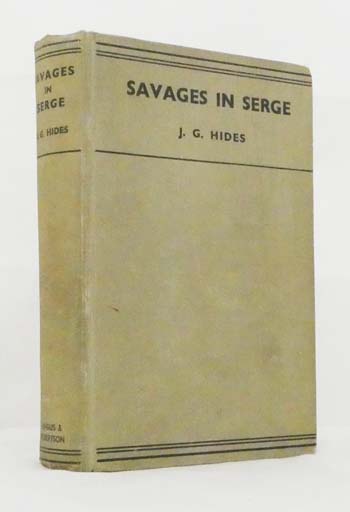 SAVAGES
IN
SERGE
J. G. HIDES
SAVAGES IN SERGE
J. G. HIDES
&